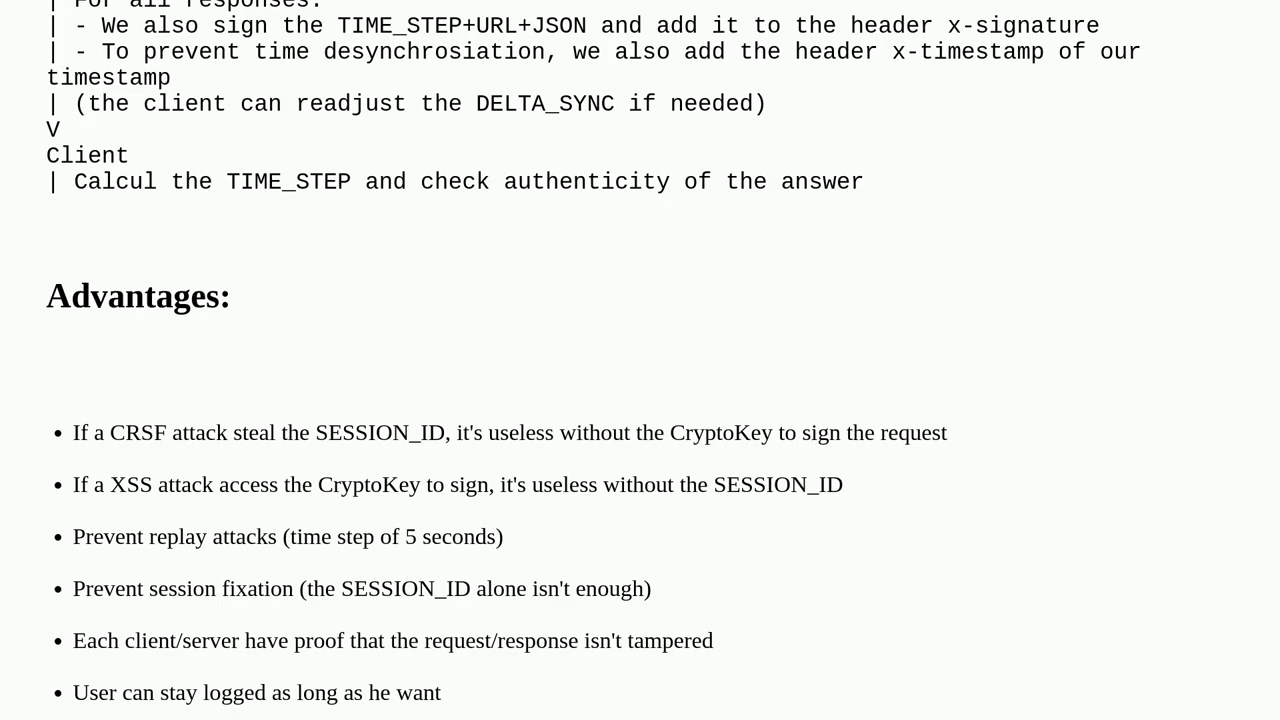 | For all responses:
| - We also sign the TIME_STEP+URL+JSON and add it to the header x-signature
| - To prevent time desynchrosiation, we also add the header x-timestamp of our
timestamp
| (the client can readjust the DELTA_SYNC if needed)
V
Client
| Calcul the TIME_STEP and check authenticity of the answer
Advantages:
• If a CRSF attack steal the SESSION_ID, it's useless without the CryptoKey to sign the request
• If a XSS attack access the CryptoKey to sign, it's useless without the SESSION_ID
• Prevent replay attacks (time step of 5 seconds)
• Prevent session fixation (the SESSION_ID alone isn't enough)
• Each client/server have proof that the request/response isn't tampered
• User can stay logged as long as he want